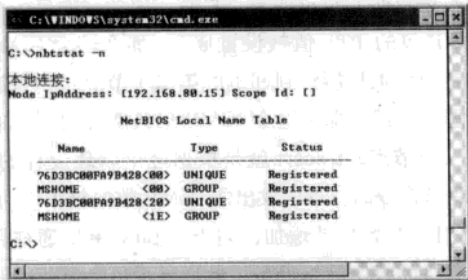 C:\WINDOWS\system32\cmd.exe
C:\>nbtstat -n
本地连接:
Node IpAddress: [192.168.80.15] Scope Id: []
NetBIOS Local Name Table
Name Type Status
76D3BC00FA9B428<00> UNIQUE Registered
MSHOME <00> GROUP Registered
76D3BC00FA9B428<20> UNIQUE Registered
MSHOME <1E> GROUP Registered
C:\>